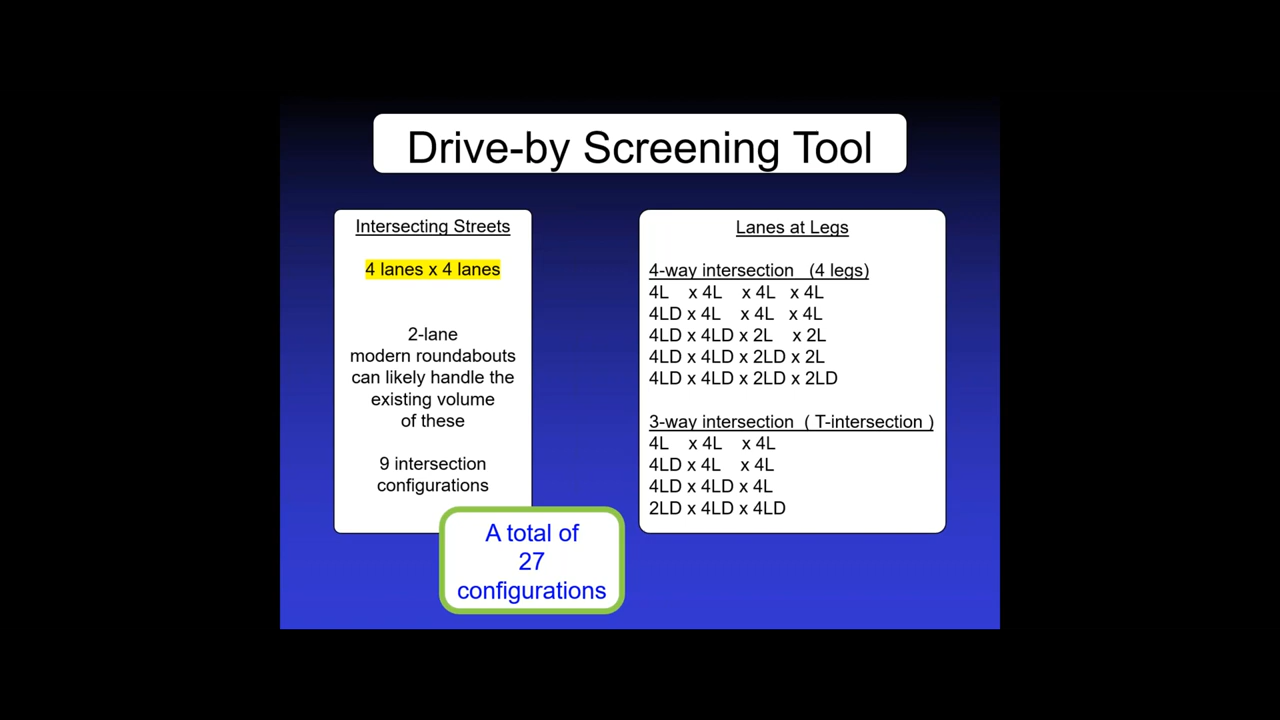 Drive-by Screening Tool
Intersecting Streets
4 lanes x 4 lanes
2-lane
modern roundabouts
can likely handle the
existing volume
of these
9 intersection
configurations
A total of
27
configurations
Lanes at Legs
4-way intersection (4 legs)
4L x 4L x 4L x 4L
4LD x 4L x 4L x 4L
4LD x 4LD x 2L x 2L
4LD x 4LD x 2LD x 2L
4LD x 4LD x 2LD x 2LD
3-way intersection ( T-intersection )
4L x 4L x 4L
4LD x 4L x 4L
4LD x 4LD x 4L
2LD x 4LD x 4LD